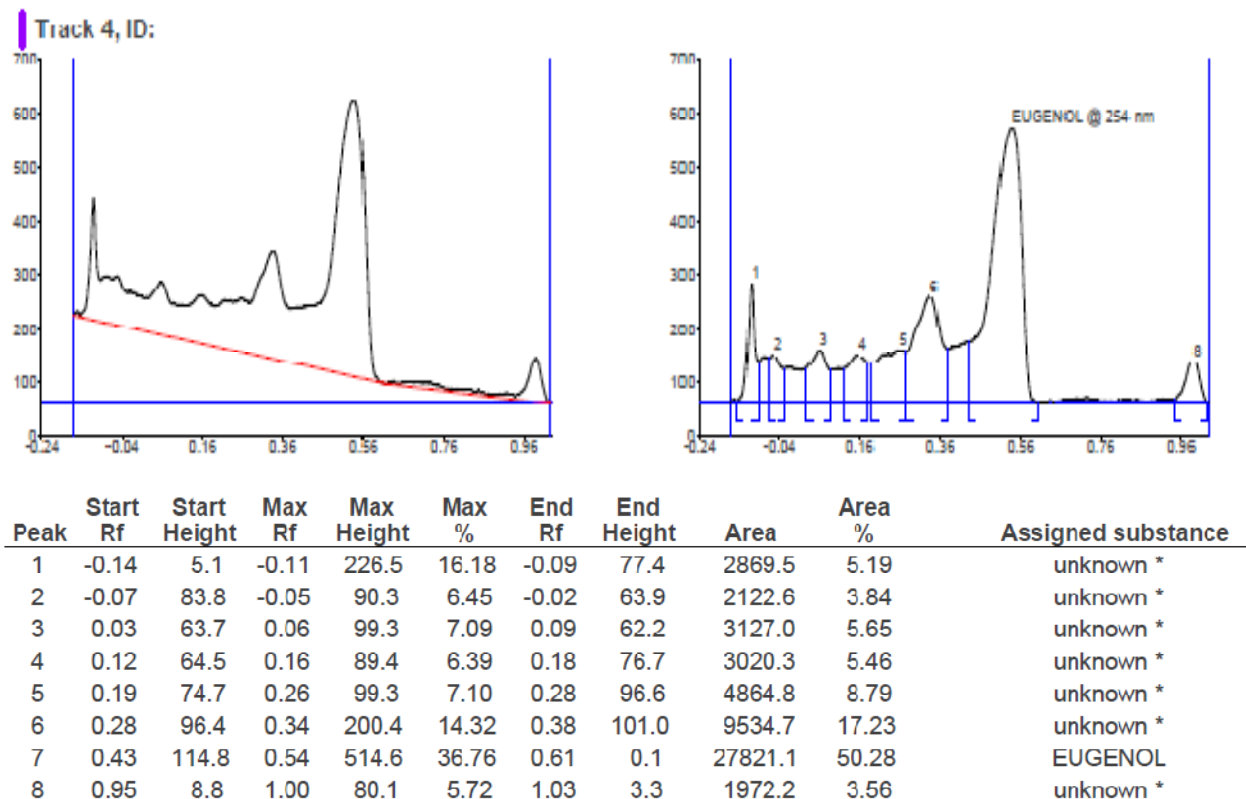 Track 4, ID:
700
600
500
400
300
200
100
0
-0.24 -0.04 0.16 0.36 0.56 0.76 0.96
700
600
500
400
300
200
100
0
-0.24 -0.04 0.16 0.36 0.56 0.76 0.96
EUGENOL @ 254 nm
1 2 3 4 5 6 8
Start Start Max Max Max End End Area
Peak Rf Height Rf Height % Rf Height Area % Assigned substance
1 -0.14 5.1 -0.11 226.5 16.18 -0.09 77.4 2869.5 5.19 unknown *
2 -0.07 83.8 -0.05 90.3 6.45 -0.02 63.9 2122.6 3.84 unknown *
3 0.03 63.7 0.06 99.3 7.09 0.09 62.2 3127.0 5.65 unknown *
4 0.12 64.5 0.16 89.4 6.39 0.18 76.7 3020.3 5.46 unknown *
5 0.19 74.7 0.26 99.3 7.10 0.28 96.6 4864.8 8.79 unknown *
6 0.28 96.4 0.34 200.4 14.32 0.38 101.0 9534.7 17.23 unknown *
7 0.43 114.8 0.54 514.6 36.76 0.61 0.1 27821.1 50.28 EUGENOL
8 0.95 8.8 1.00 80.1 5.72 1.03 3.3 1972.2 3.56 unknown *